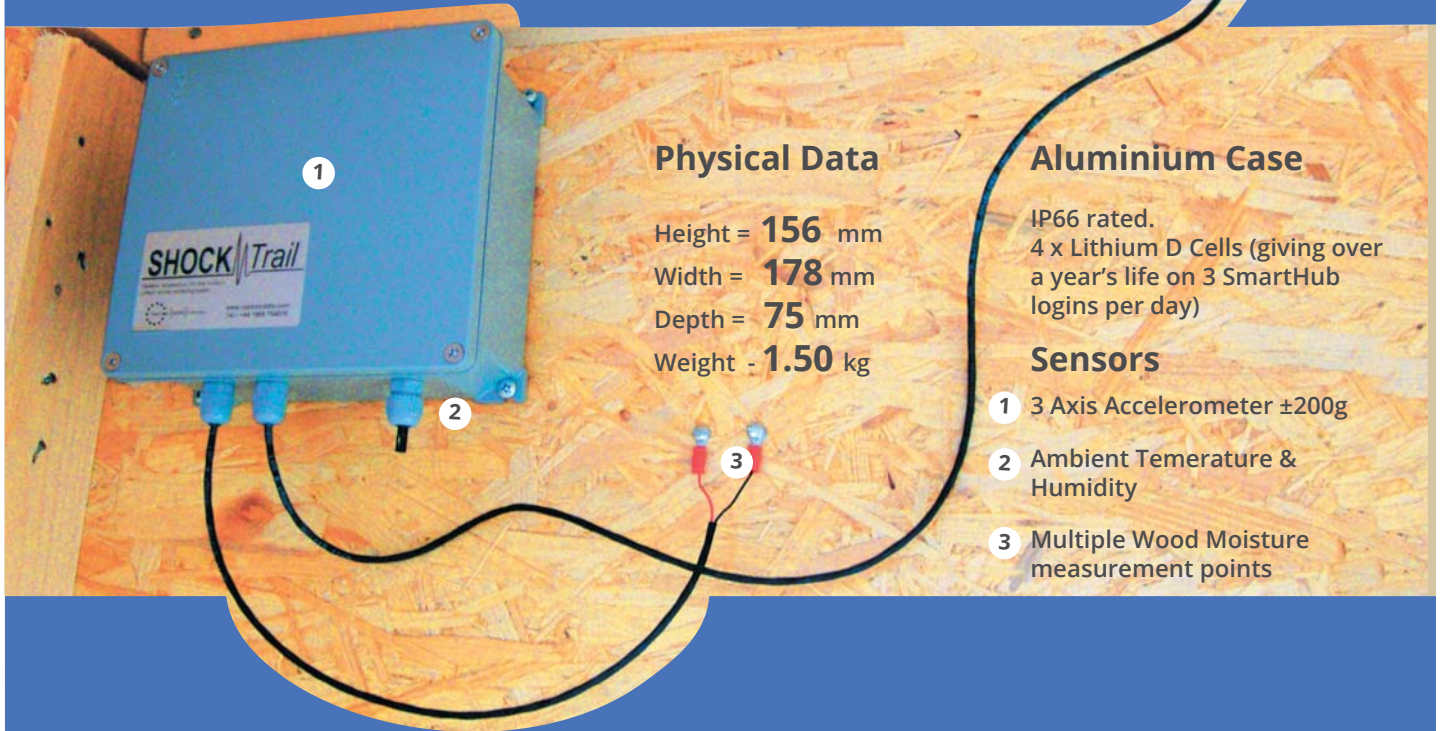 1
SHOCK Trail
2
3
Physical Data
Height = 156 mm
Width = 178 mm
Depth = 75 mm
Weight - 1.50 kg
Aluminium Case
IP66 rated.
4 x Lithium D Cells (giving over
a year's life on 3 SmartHub
logins per day)
Sensors
1 3 Axis Accelerometer ±200g
2 Ambient Temerature &
Humidity
3 Multiple Wood Moisture
measurement points